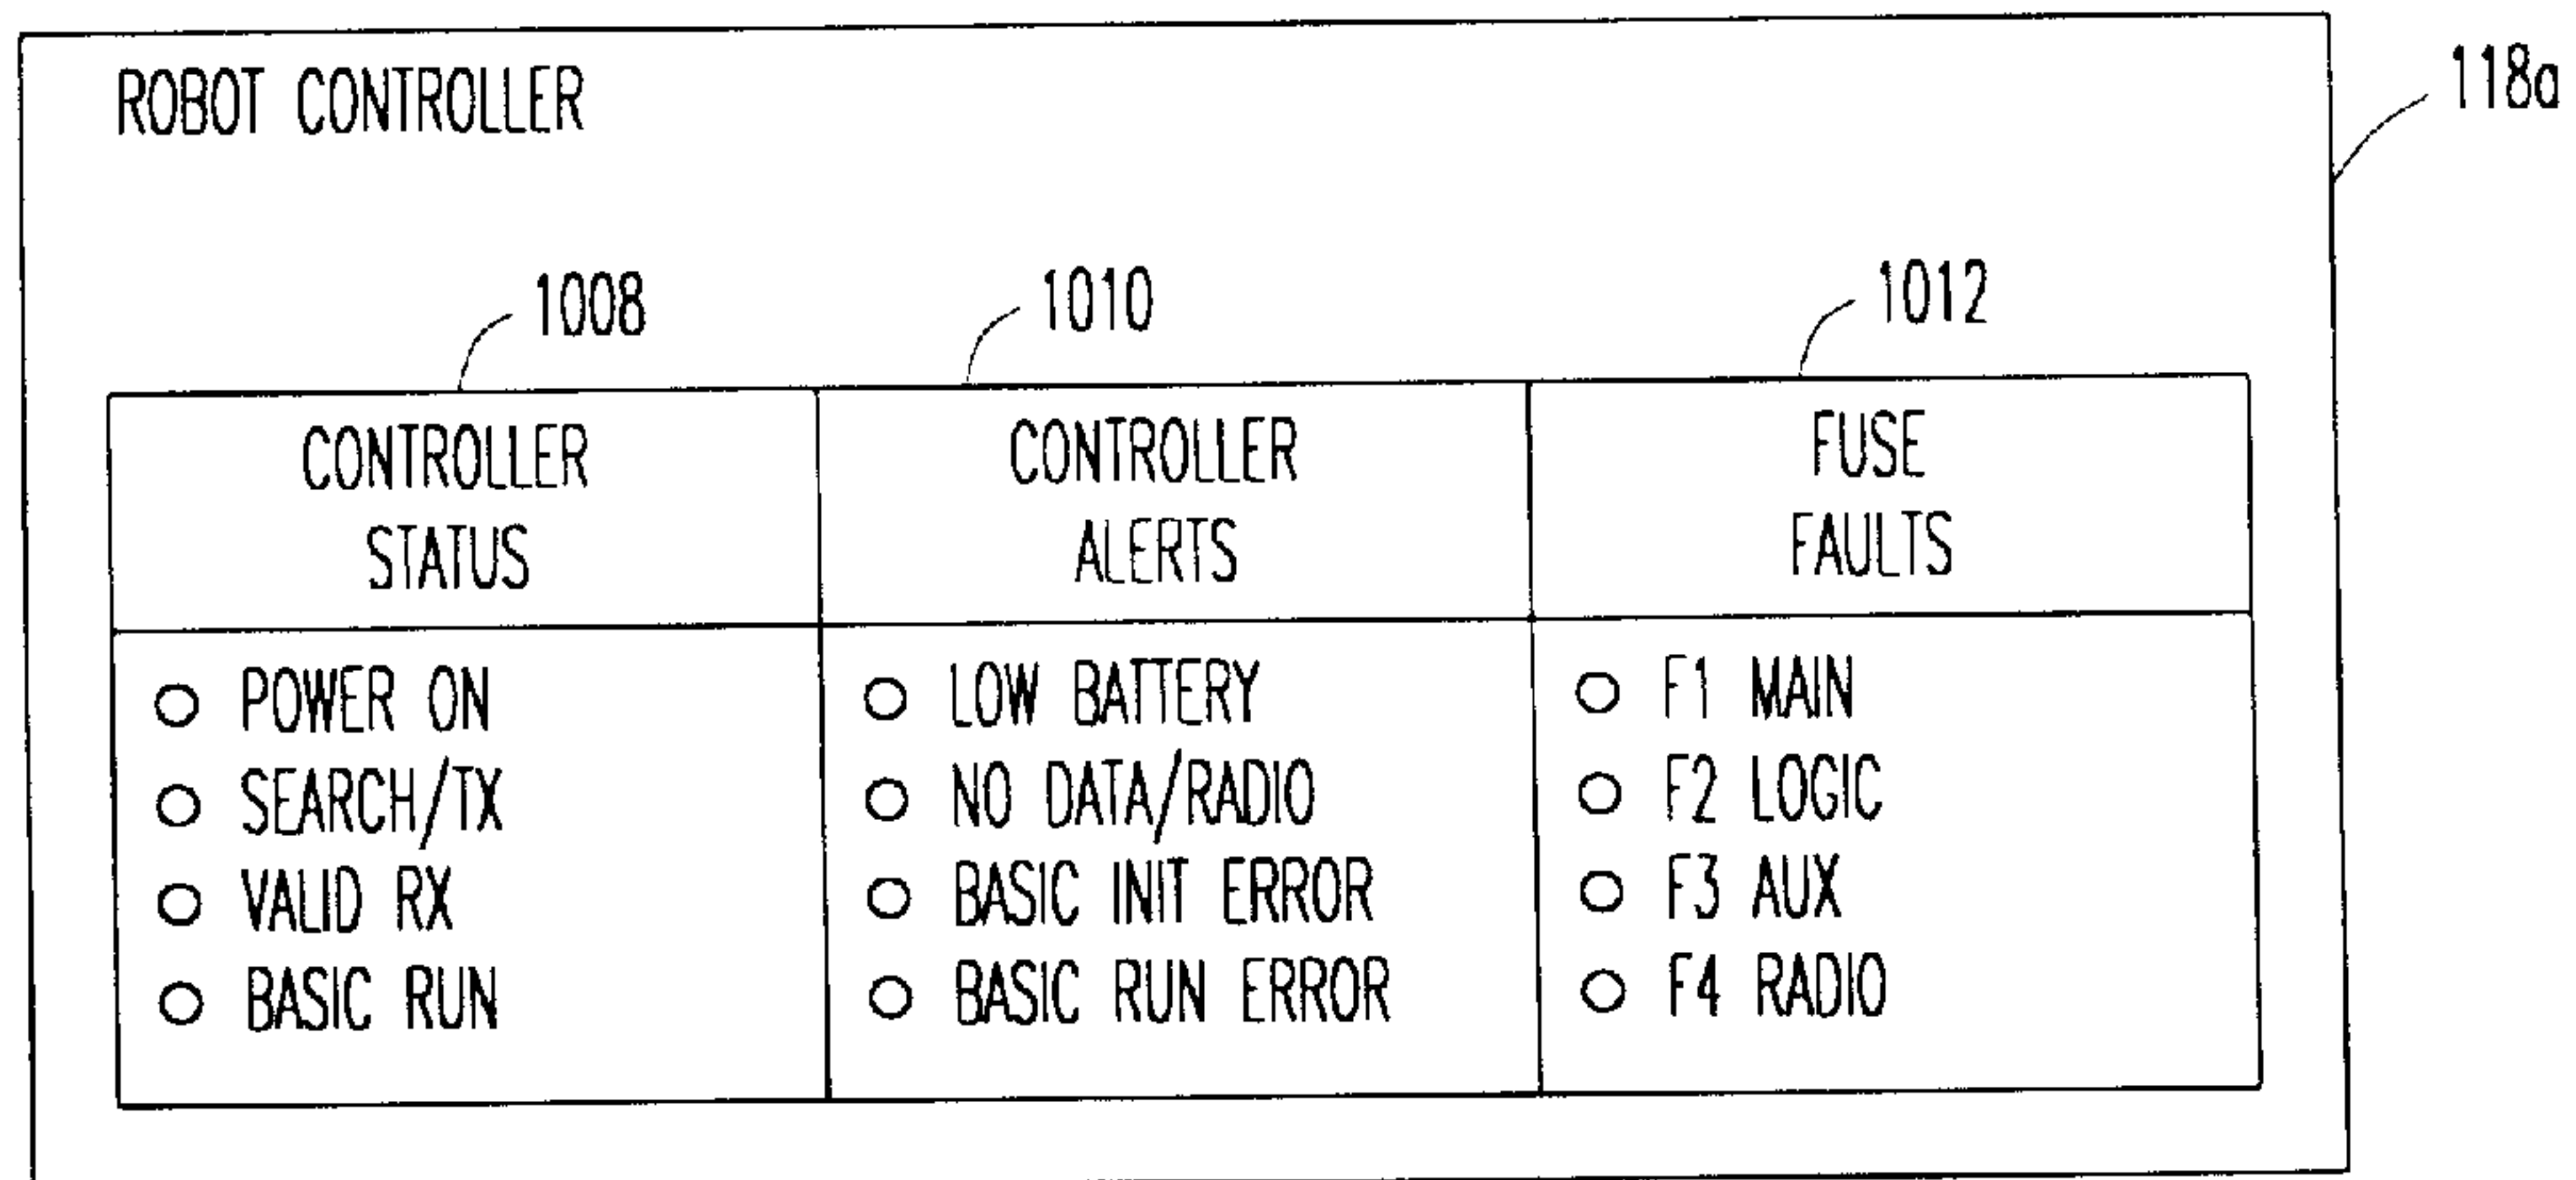 ROBOT CONTROLLER
118a
1008
1010
1012
CONTROLLER
STATUS
CONTROLLER
ALERTS
FUSE
FAULTS
POWER ON
SEARCH/TX
VALID RX
BASIC RUN
LOW BATTERY
NO DATA/RADIO
BASIC INIT ERROR
BASIC RUN ERROR
F1 MAIN
F2 LOGIC
F3 AUX
F4 RADIO